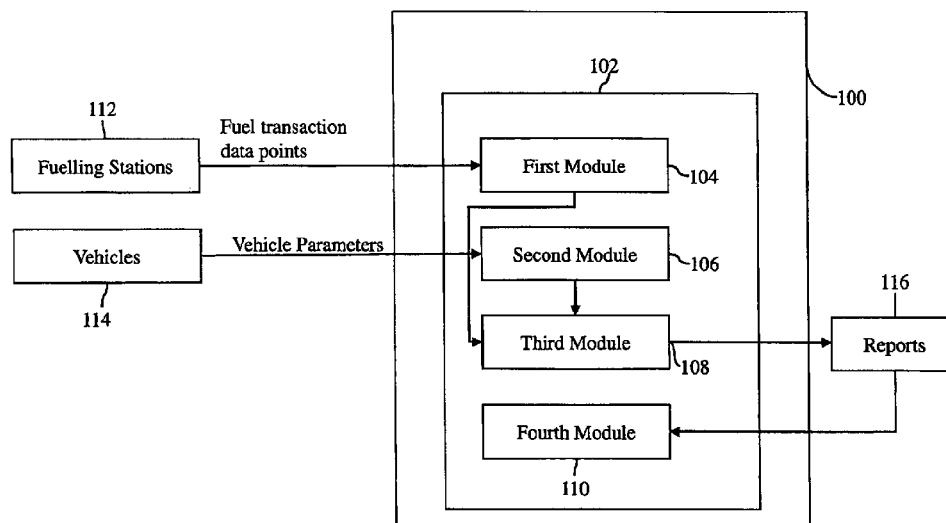 102
100
112
Fuel transaction
data points
Fuelling Stations
First Module
104
Vehicle Parameters
Vehicles
Second Module
106
114
116
Third Module
108
Reports
Fourth Module
110